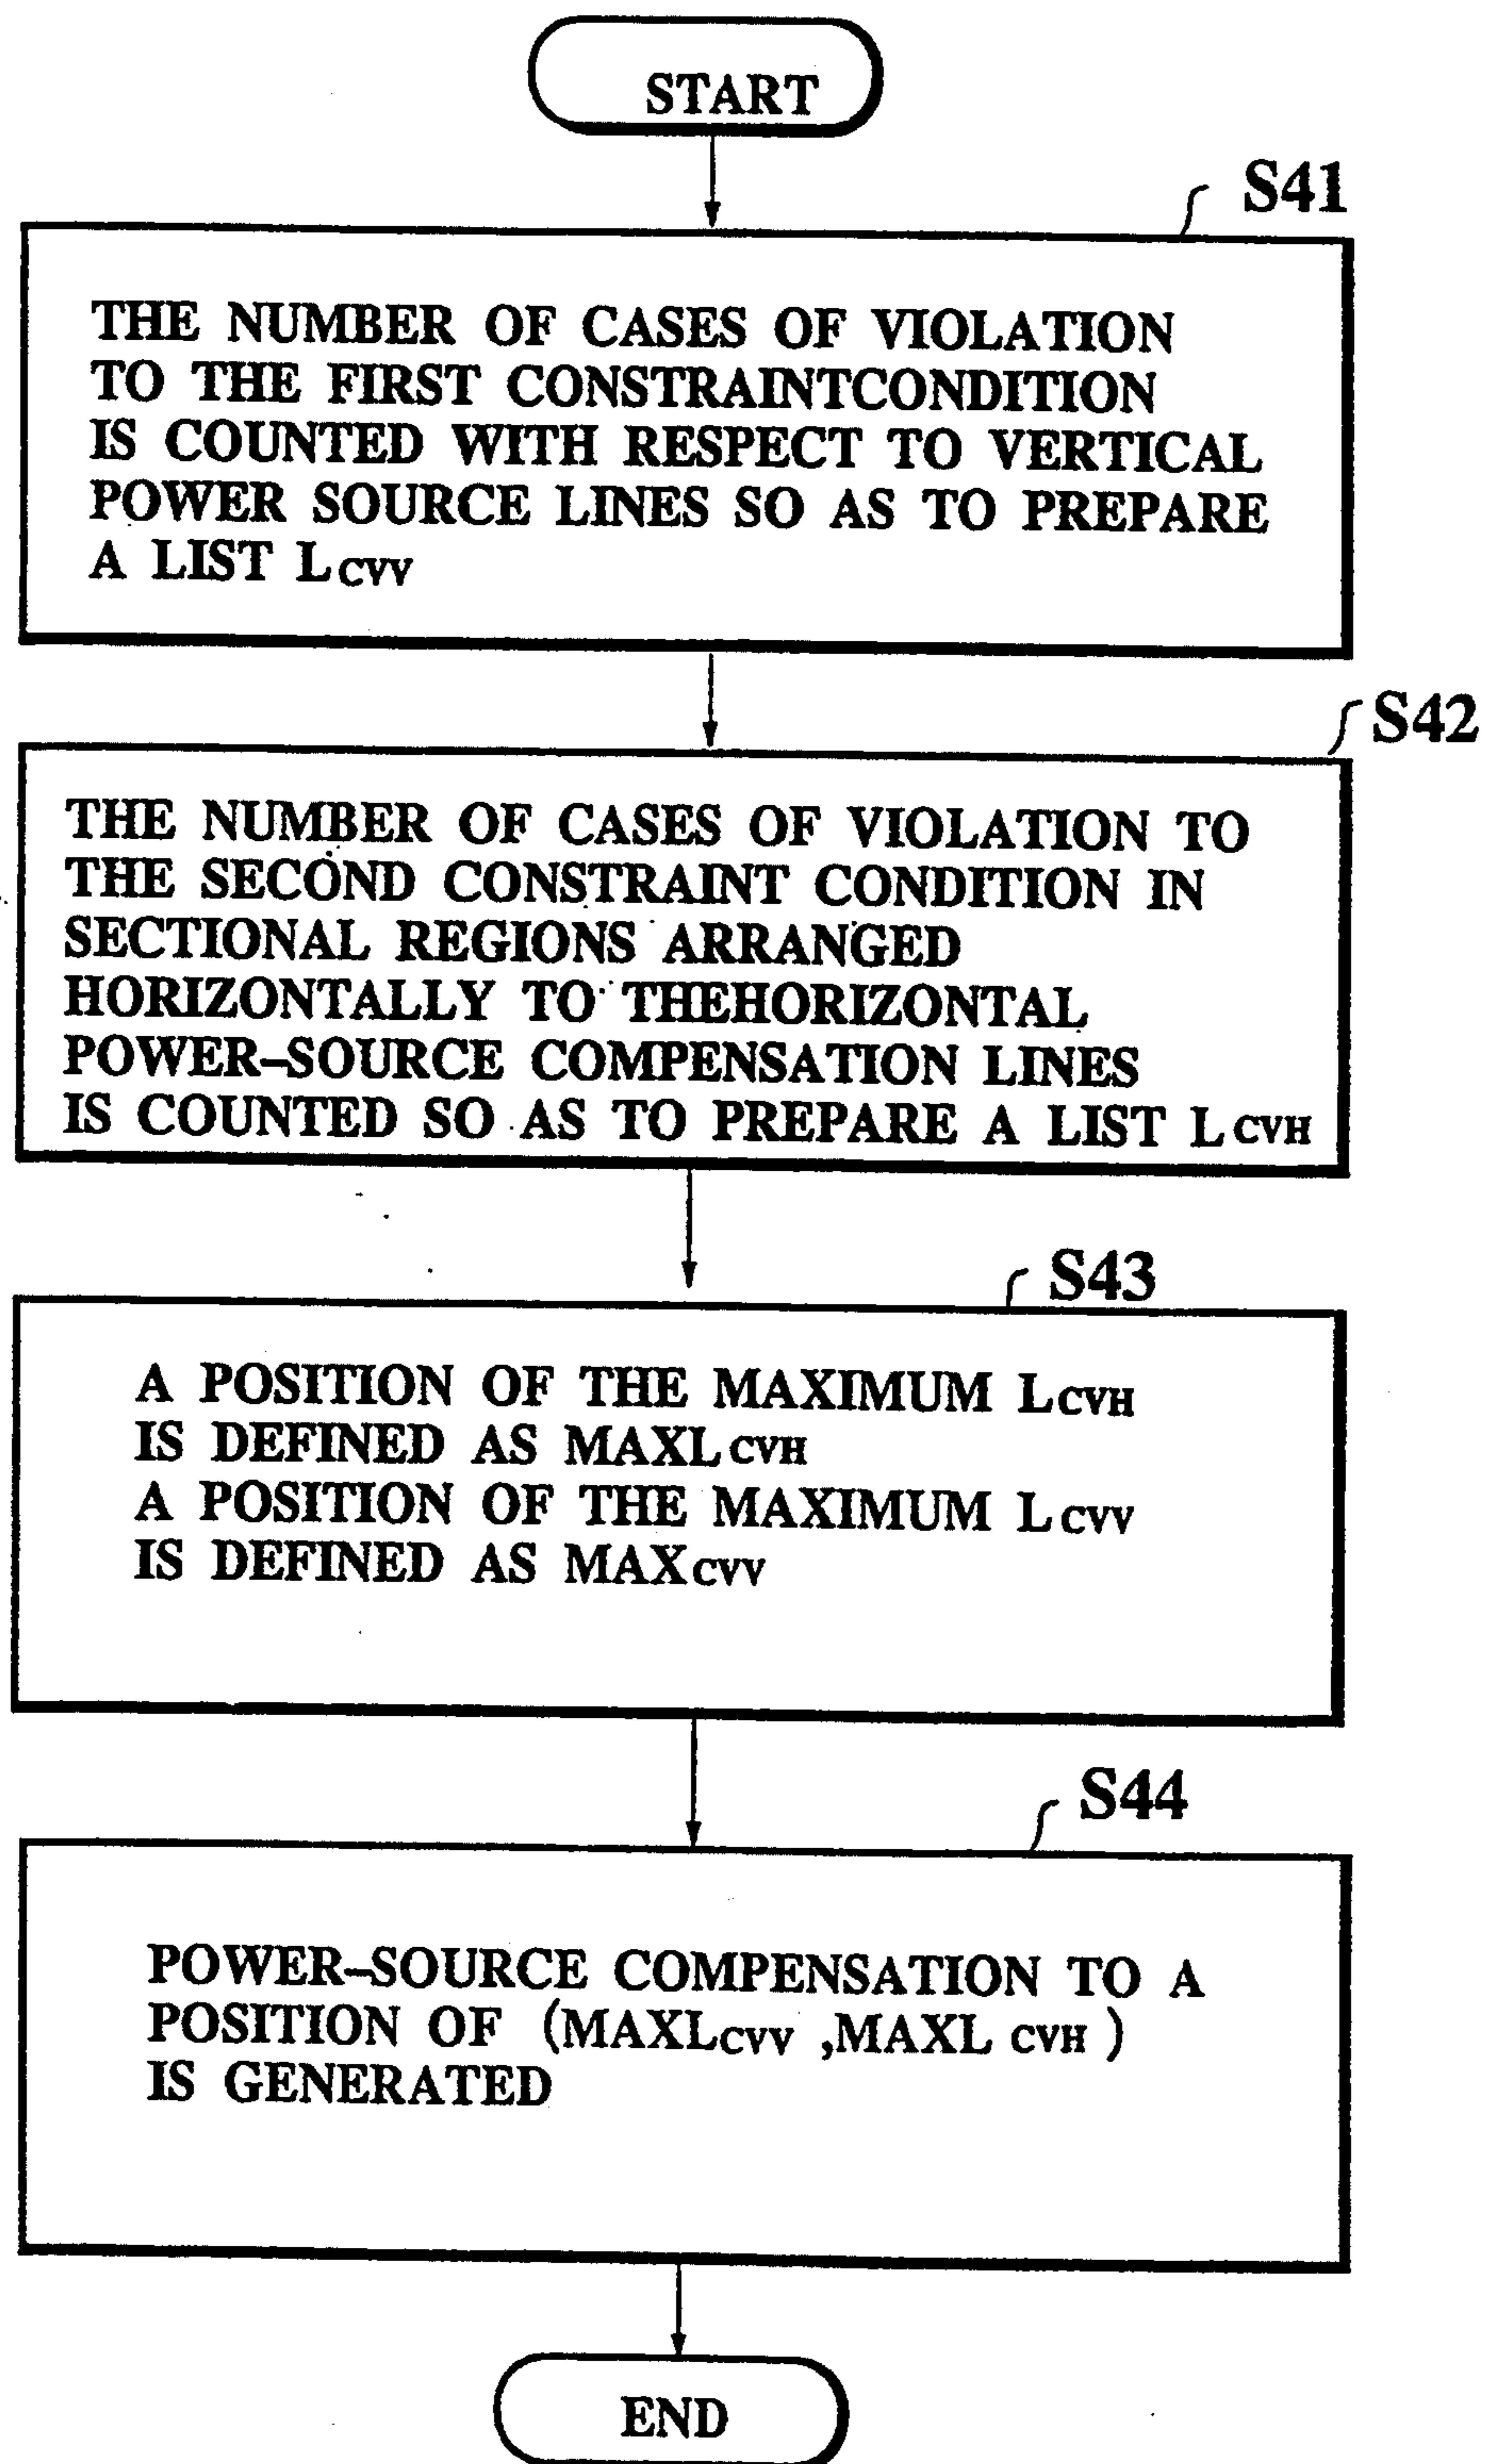 START
S41
THE NUMBER OF CASES OF VIOLATION
TO THE FIRST CONSTRAINTCONDITION
IS COUNTED WITH RESPECT TO VERTICAL
POWER SOURCE LINES SO AS TO PREPARE
A LIST LCVV
S42
THE NUMBER OF CASES OF VIOLATION TO
THE SECOND CONSTRAINT CONDITION IN
SECTIONAL REGIONS ARRANGED
HORIZONTALLY TO THEHORIZONTAL
POWER-SOURCE COMPENSATION LINES
IS COUNTED SO AS TO PREPARE A LIST LCVH
S43
A POSITION OF THE MAXIMUM LCVH
IS DEFINED AS MAXLCVH
A POSITION OF THE MAXIMUM LCVV
IS DEFINED AS MAXCVV
S44
POWER-SOURCE COMPENSATION TO A
POSITION OF (MAXLCVV ,MAXL CVH )
IS GENERATED
END